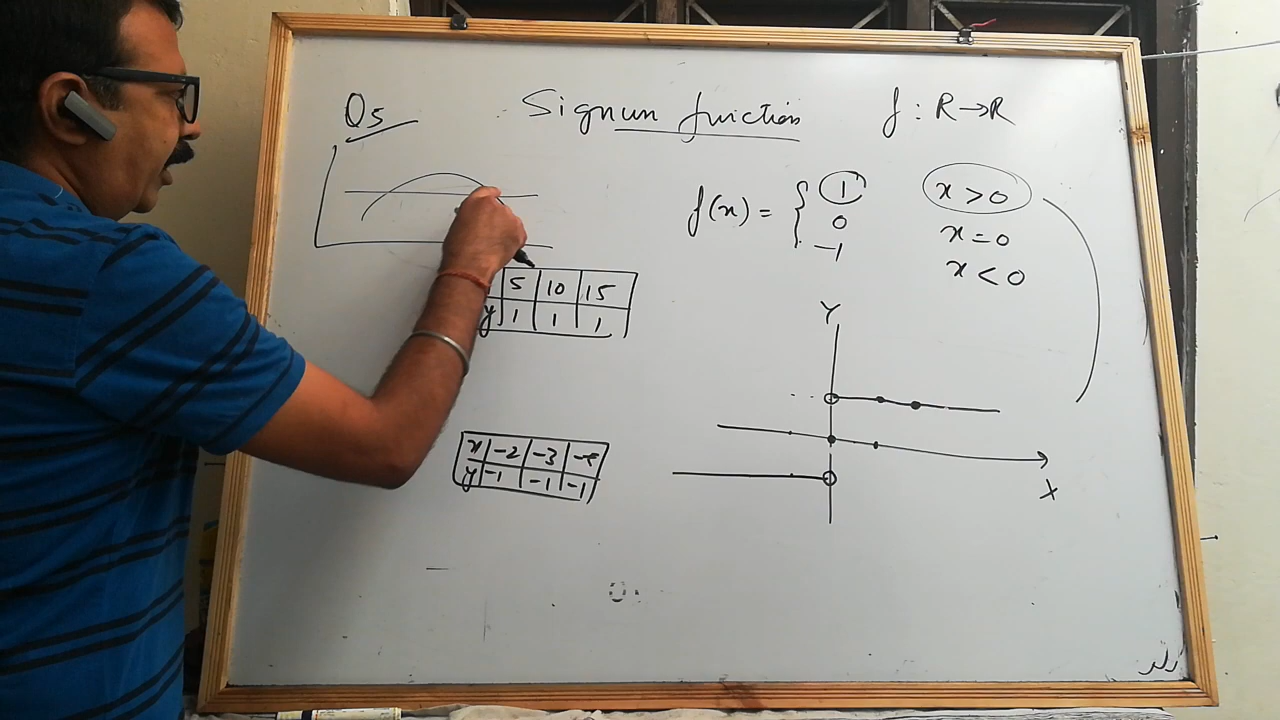 Q5 Signum function f : R→R
f(x) = { 1 x > 0
0 x = 0
-1 x < 0
5 10 15
y 1 1 1
Y
x -2 -3
y -1 -1 -1
X